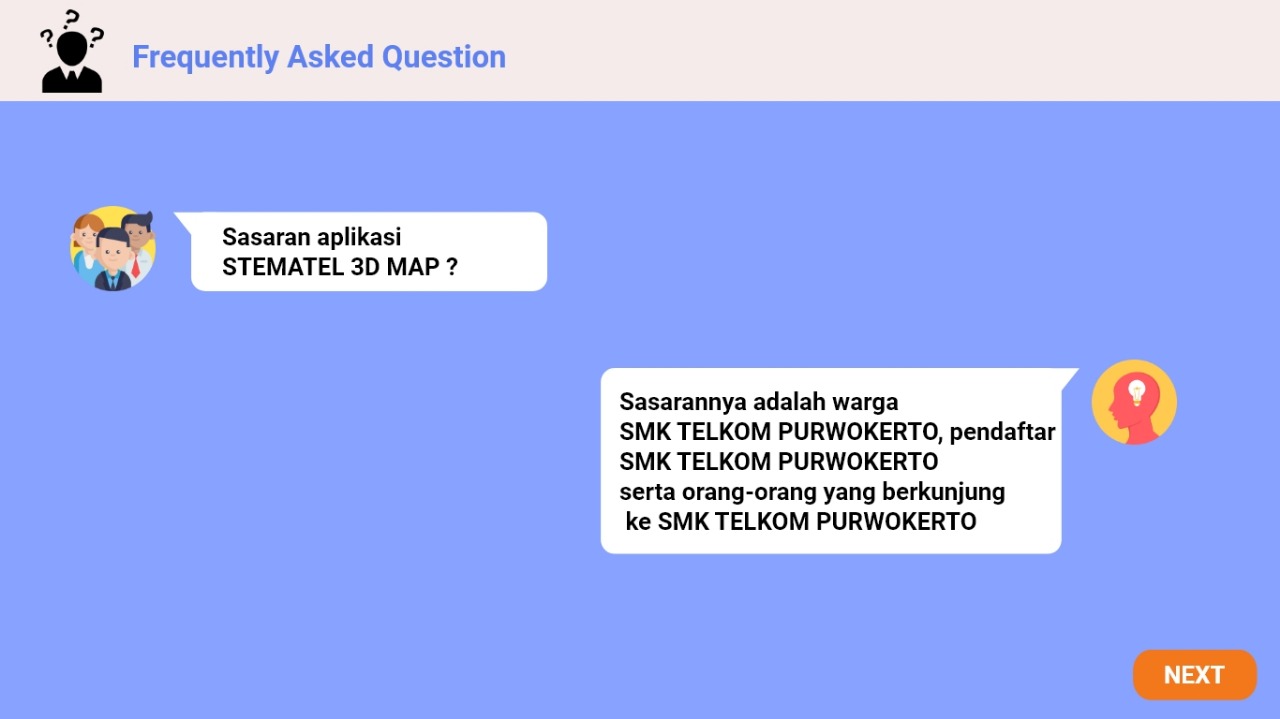 Frequently Asked Question
Sasaran aplikasi
STEMATEL 3D MAP ?
Sasarannya adalah warga
SMK TELKOM PURWOKERTO, pendaftar
SMK TELKOM PURWOKERTO
serta orang-orang yang berkunjung
ke SMK TELKOM PURWOKERTO
NEXT